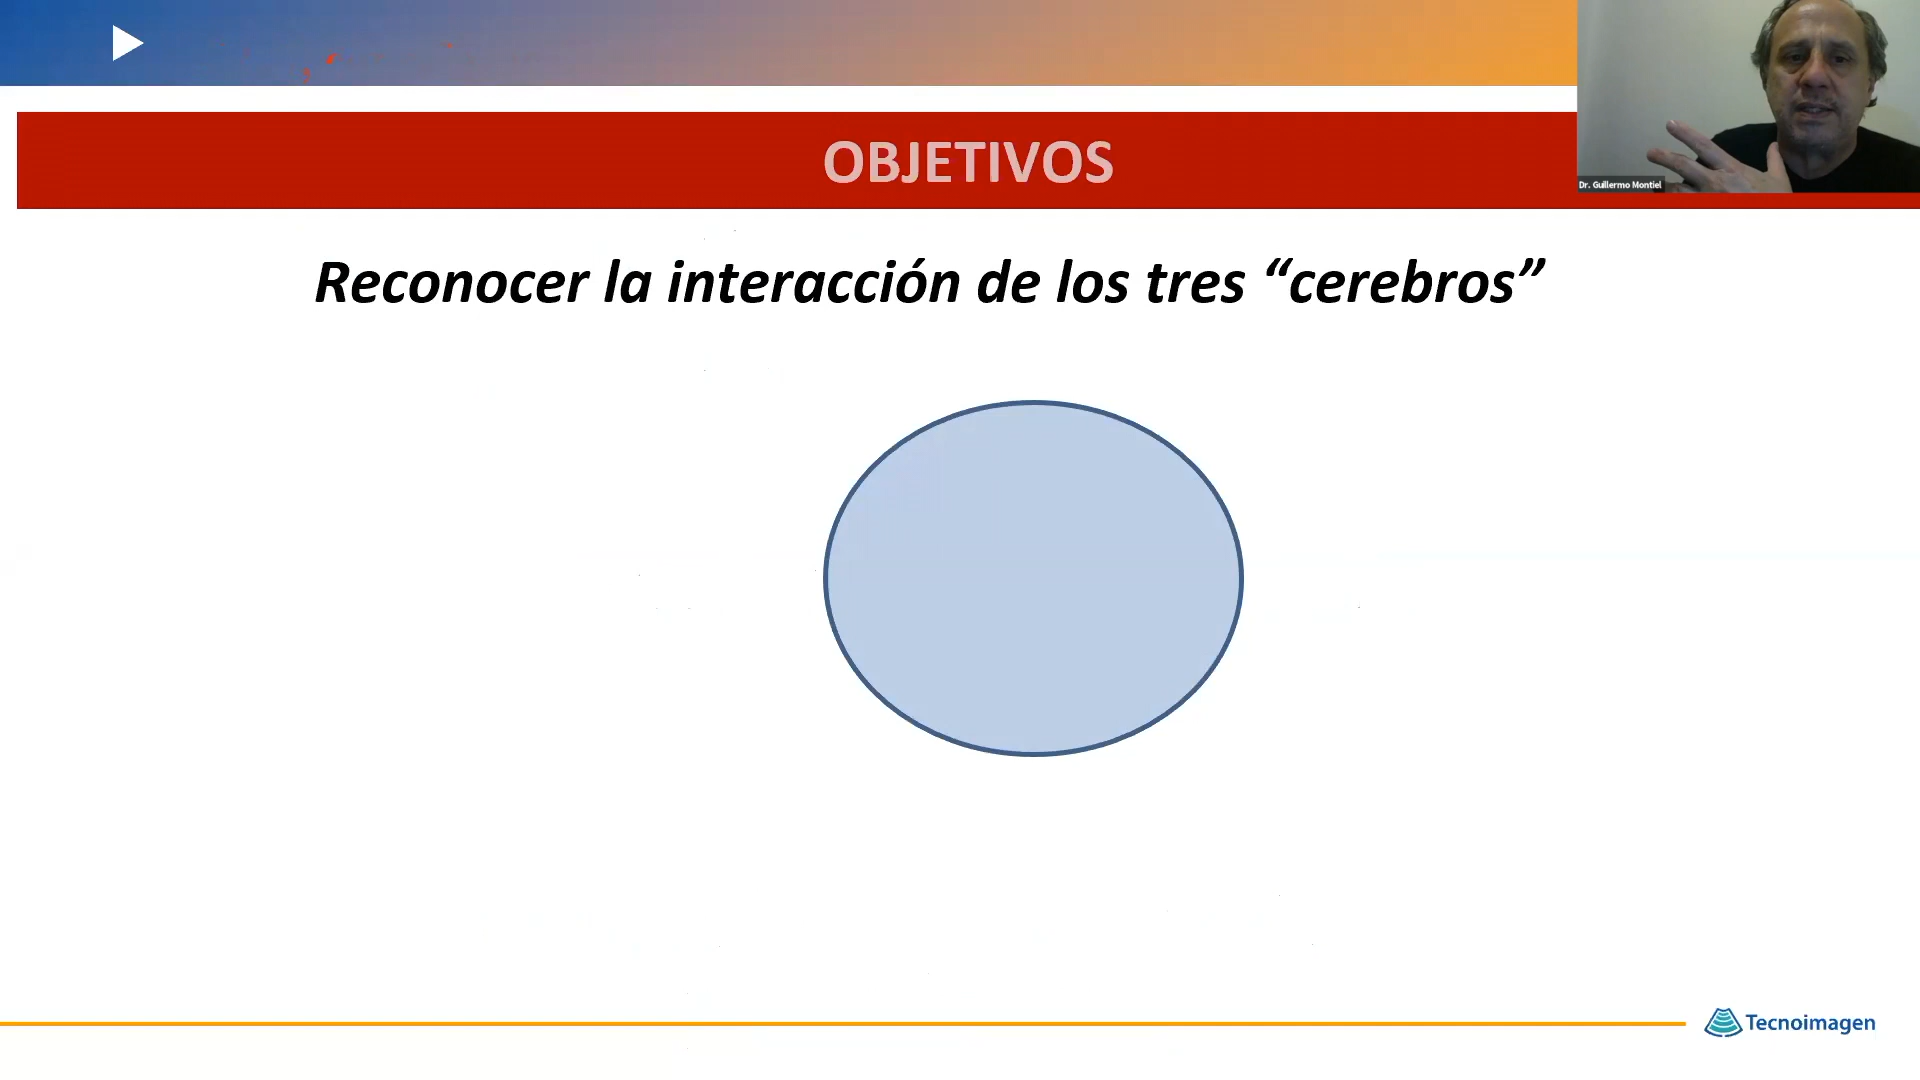 OBJETIVOS
Dr. Guillermo Montiel
Reconocer la interacción de los tres “cerebros”
Tecnoimagen